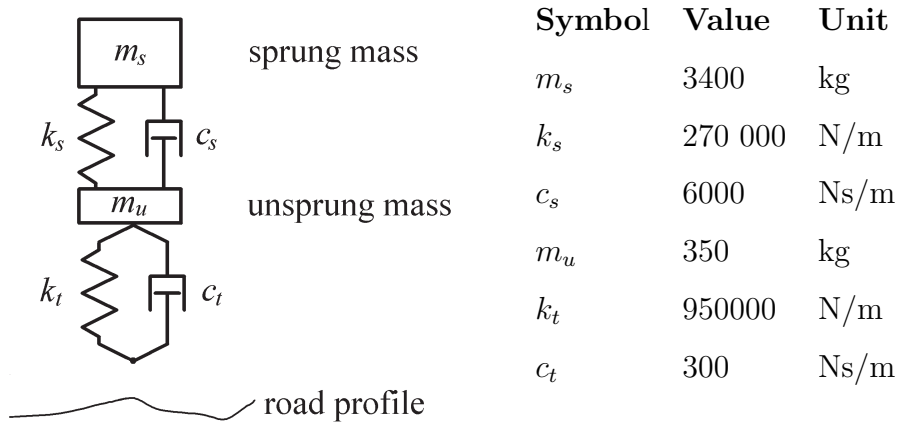 m_s
sprung mass
k_s
c_s
m_u
unsprung mass
k_t
c_t
road profile
Symbol Value Unit
m_s 3400 kg
k_s 270 000 N/m
c_s 6000 Ns/m
m_u 350 kg
k_t 950000 N/m
c_t 300 Ns/m